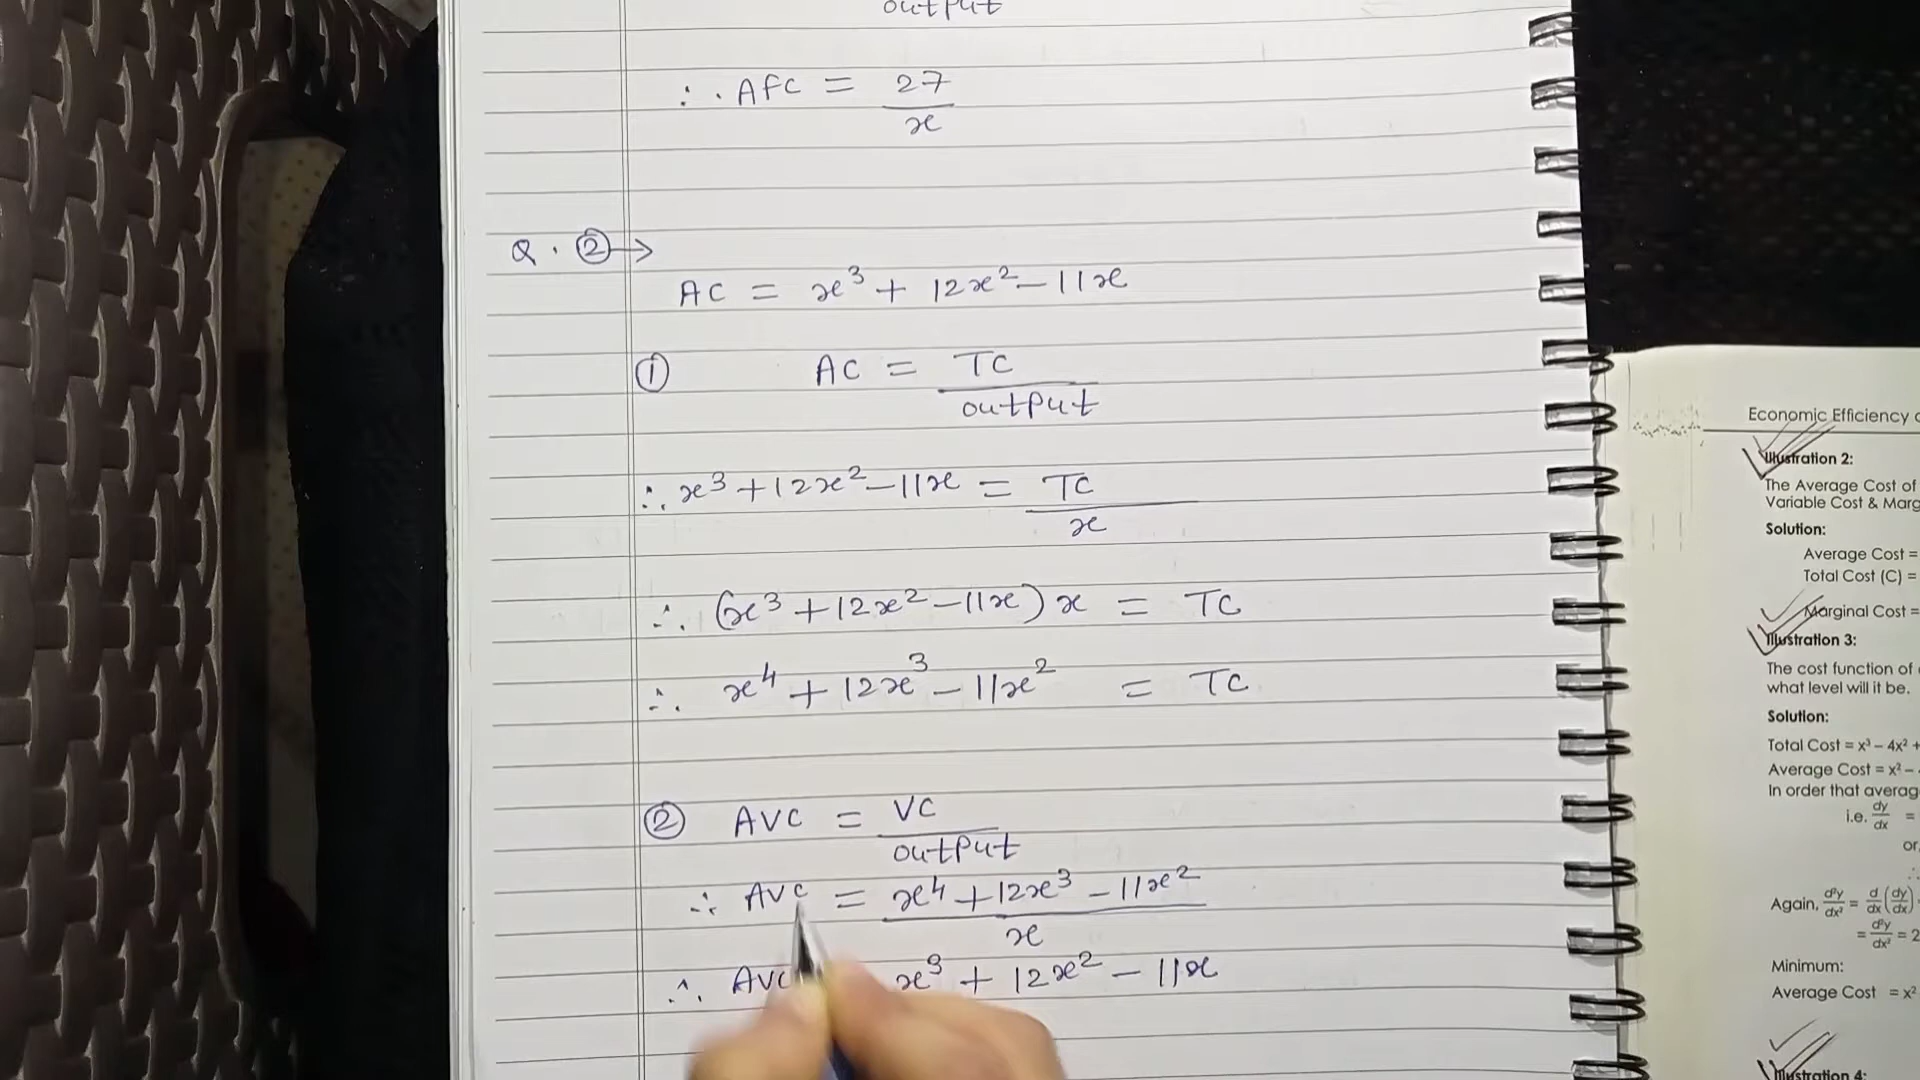 output
∴ . AFC = 27
x
Q . ② →
AC = x³ + 12x² - 11x
① AC = TC
output
∴ x³ + 12x² - 11x = TC
x
∴ (x³ + 12x² - 11x) x = TC
∴ x⁴ + 12x³ - 11x² = TC
② AVC = VC
output
∴ AVC = x⁴ + 12x³ - 11x²
x
∴ AVC x³ + 12x² - 11x
Economic Efficiency
Illustration 2:
The Average Cost of
Variable Cost & Marg
Solution:
Average Cost =
Total Cost (C) =
Marginal Cost =
Illustration 3:
The cost function of
what level will it be.
Solution:
Total Cost = x³ – 4x² +
Average Cost = x² –
In order that averag
i.e. dy/dx =
or,
∴
Again, d²y/dx² = d/dx (dy/dx)
= d²y/dx² = 2
Minimum:
Average Cost = x²
Illustration 4: